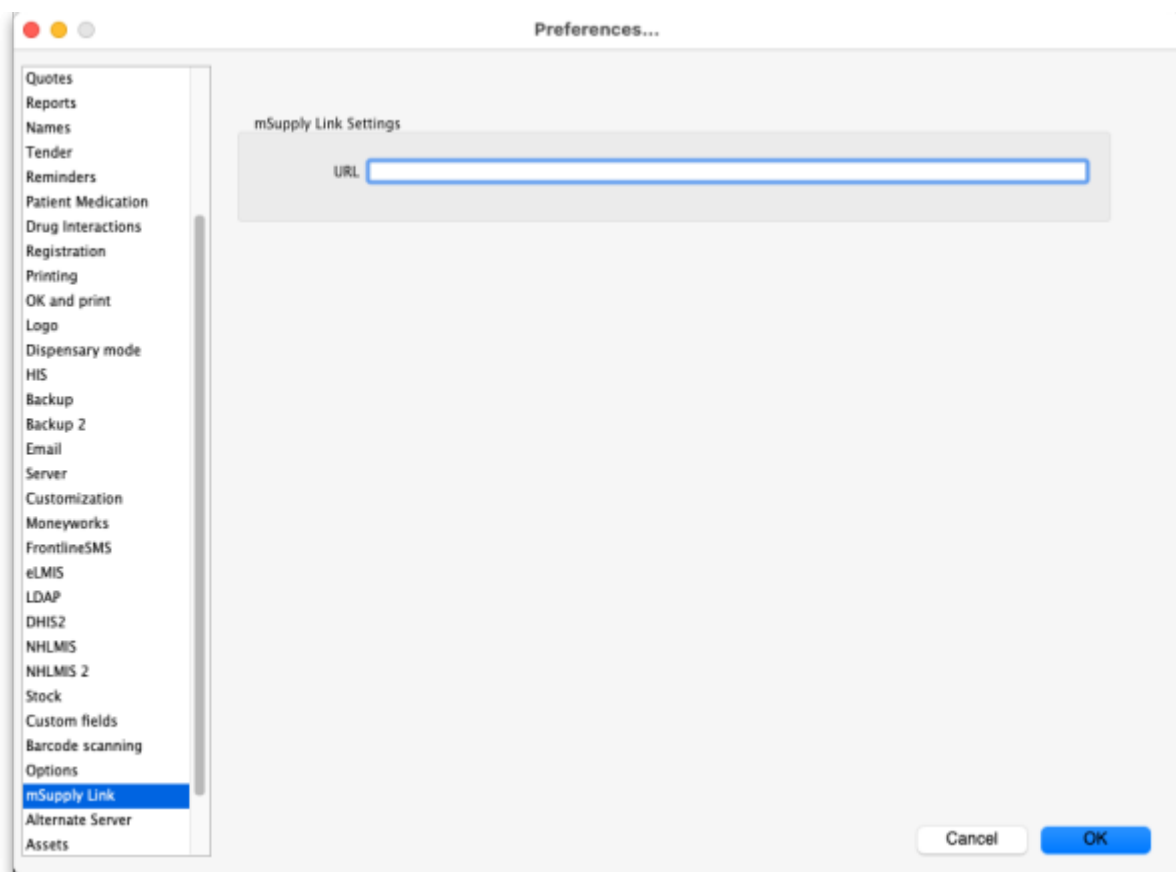 Preferences...
Quotes
Reports
Names
Tender
Reminders
Patient Medication
Drug Interactions
Registration
Printing
OK and print
Logo
Dispensary mode
HIS
Backup
Backup 2
Email
Server
Customization
Moneyworks
FrontlineSMS
eLMIS
LDAP
DHIS2
NHLMIS
NHLMIS 2
Stock
Custom fields
Barcode scanning
Options
mSupply Link
Alternate Server
Assets
mSupply Link Settings
URL
Cancel
OK